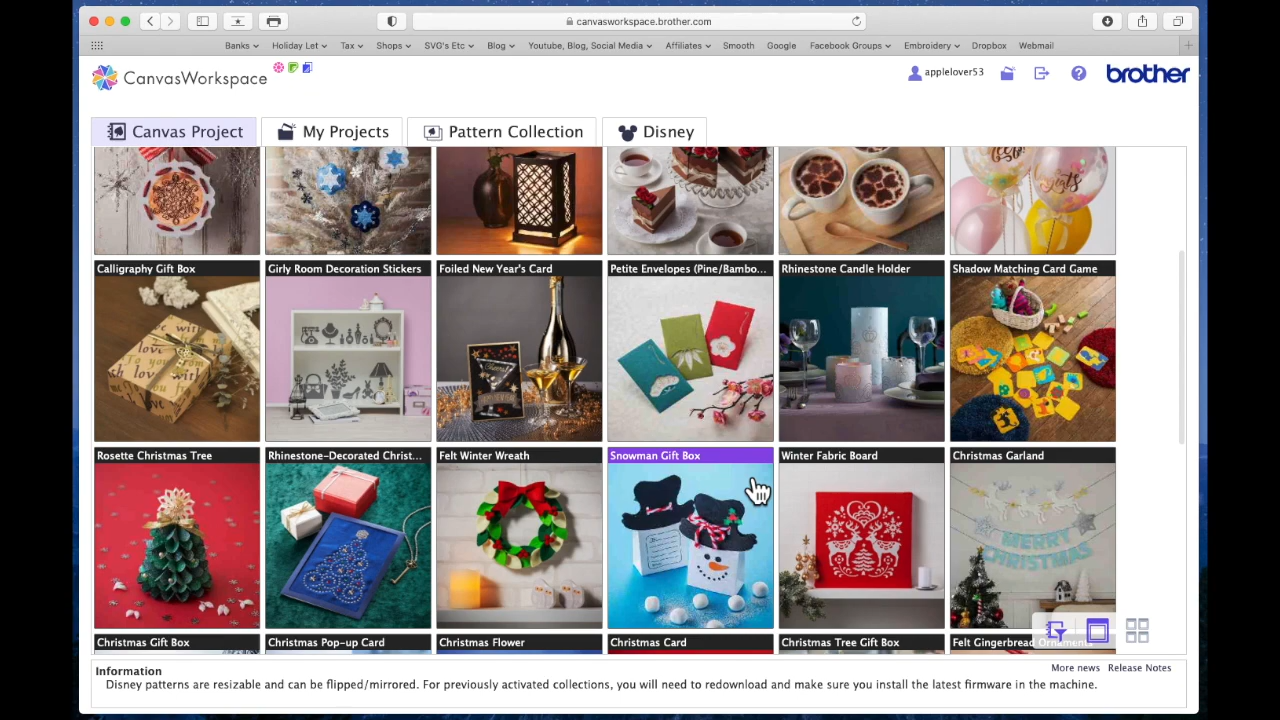 canvasworkspace.brother.com
Banks Holiday Let Tax Shops SVG's Etc Blog Youtube, Blog, Social Media Affiliates Smooth Google Facebook Groups Embroidery Dropbox Webmail
CanvasWorkspace
applelover53
brother
Canvas Project My Projects Pattern Collection Disney
Calligraphy Gift Box Girly Room Decoration Stickers Foiled New Year's Card Petite Envelopes (Pine/Bambo... Rhinestone Candle Holder Shadow Matching Card Game
Rosette Christmas Tree Rhinestone-Decorated Christ... Felt Winter Wreath Snowman Gift Box Winter Fabric Board Christmas Garland
MERRY
CHRISTMAS
Christmas Gift Box Christmas Pop-up Card Christmas Flower Christmas Card Christmas Tree Gift Box Felt Gingerbread Ornaments
Information
More news Release Notes
Disney patterns are resizable and can be flipped/mirrored. For previously activated collections, you will need to redownload and make sure you install the latest firmware in the machine.